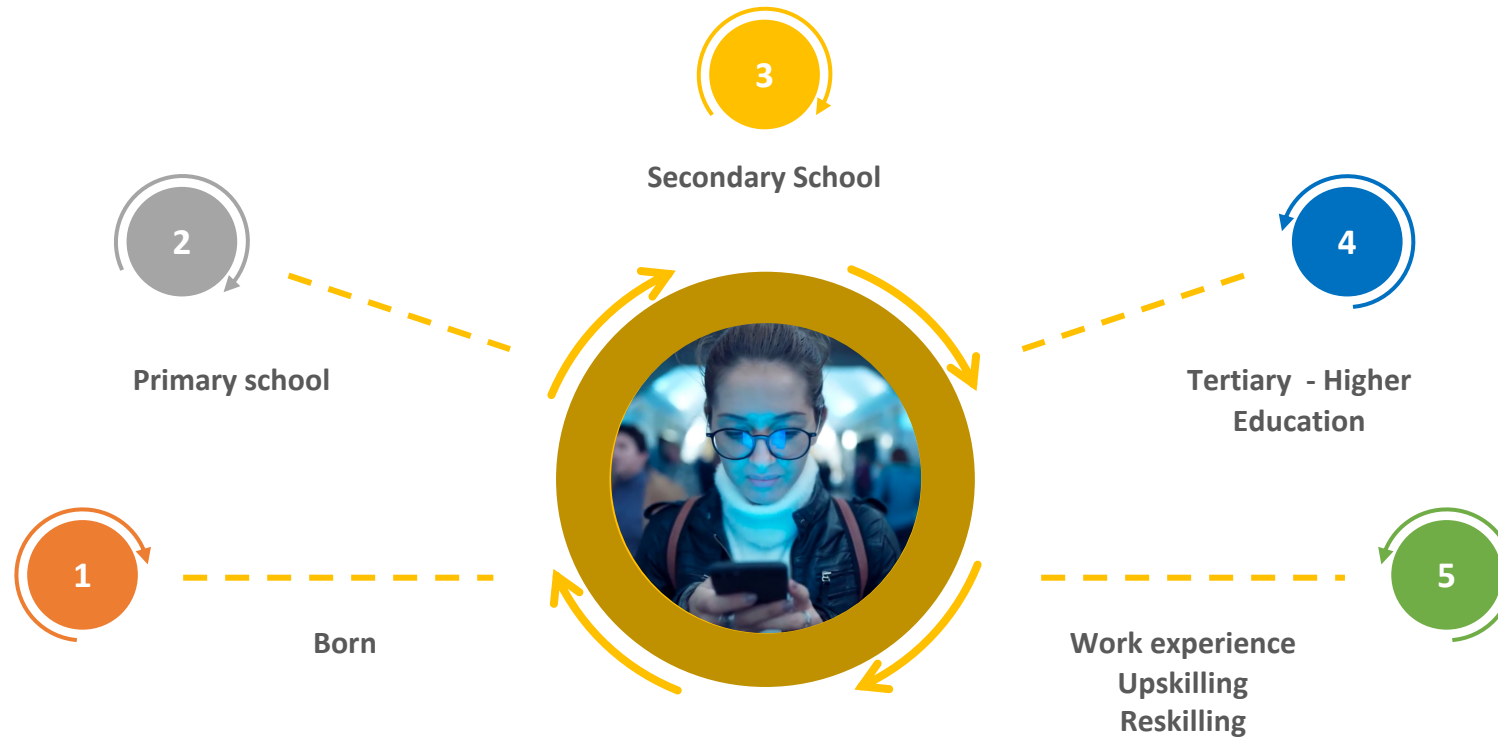 1
Born
2
Primary school
3
Secondary School
4
Tertiary - Higher
Education
5
Work experience
Upskilling
Reskilling